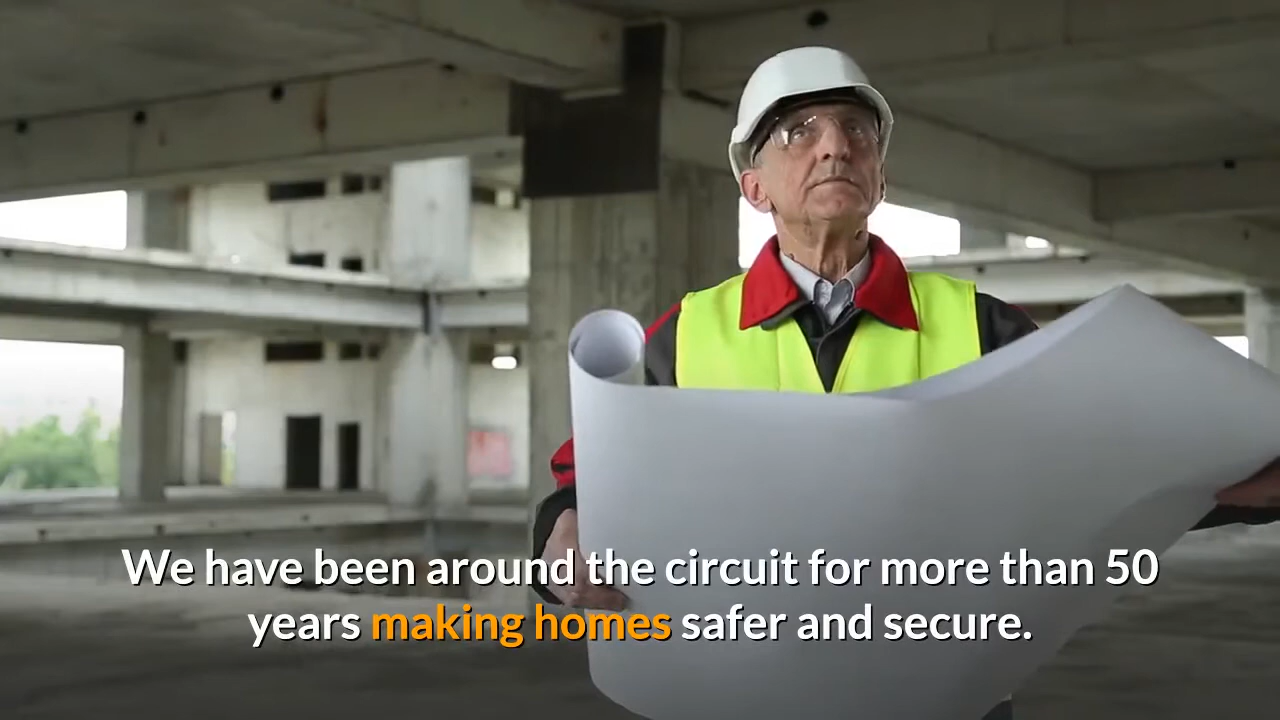 We have been around the circuit for more than 50
years making homes safer and secure.